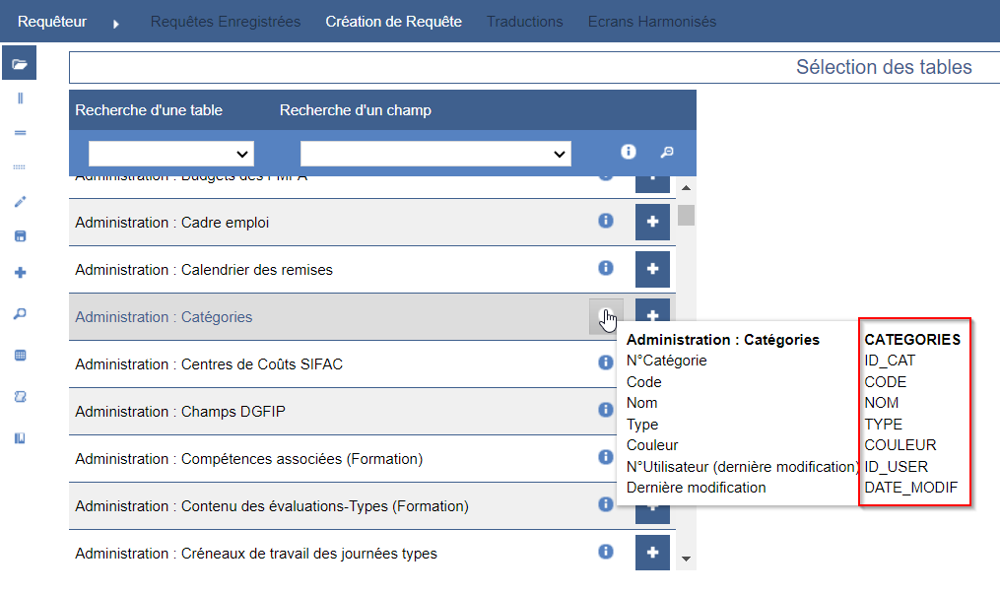 Requêteur Requêtes Enregistrées Création de Requête Traductions Ecrans Harmonisés
Sélection des tables
Recherche d'une table Recherche d'un champ
Administration : Budgets des PMFA
Administration : Cadre emploi
Administration : Calendrier des remises
Administration : Catégories
Administration : Catégories CATEGORIES
N°Catégorie ID_CAT
Code CODE
Nom NOM
Type TYPE
Couleur COULEUR
N°Utilisateur (dernière modification) ID_USER
Dernière modification DATE_MODIF
Administration : Centres de Coûts SIFAC
Administration : Champs DGFIP
Administration : Compétences associées (Formation)
Administration : Contenu des évaluations-Types (Formation)
Administration : Créneaux de travail des journées types